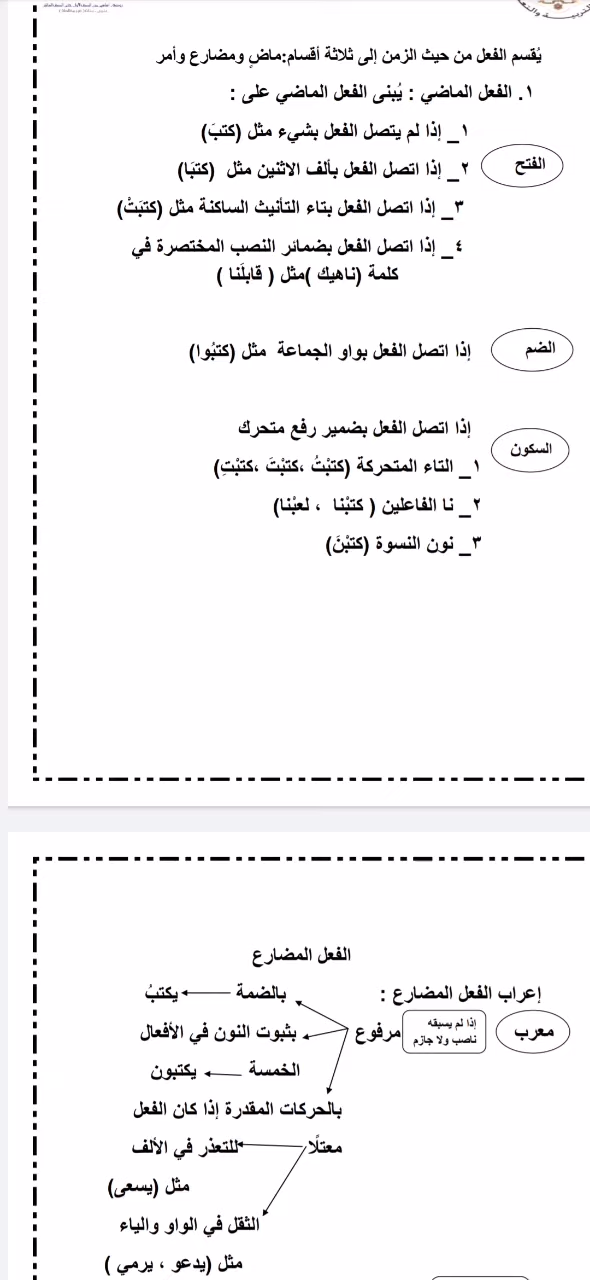 يُقسم الفعل من حيث الزمن إلى ثلاثة أقسام:ماضٍ ومضارع وأمر
١. الفعل الماضي : يُبنى الفعل الماضي على :
١_ إذا لم يتصل الفعل بشيء مثل (كتبَ)
الفتح
٢_ إذا اتصل الفعل بألف الاثنين مثل (كتبَا)
٣_ إذا اتصل الفعل بتاء التأنيث الساكنة مثل (كتبَتْ)
٤_ إذا اتصل الفعل بضمائر النصب المختصرة في
كلمة (ناهيك )مثل ( قابلَنا )
الضم
إذا اتصل الفعل بواو الجماعة مثل (كتبُوا)
إذا اتصل الفعل بضمير رفع متحرك
السكون
١_ التاء المتحركة (كتبْتُ ،كتبْتَ ،كتبْتِ)
٢_ نا الفاعلين ( كتبْنا ، لعبْنا)
٣_ نون النسوة (كتبْنَ)
الفعل المضارع
إعراب الفعل المضارع :
بالضمة
يكتبُ
معرب
إذا لم يسبقه
ناصب ولا جازم
مرفوع
بثبوت النون في الأفعال
الخمسة
يكتبون
بالحركات المقدرة إذا كان الفعل
معتلًا
للتعذر في الألف
مثل (يسعى)
الثقل في الواو والياء
مثل (يدعو ، يرمي )